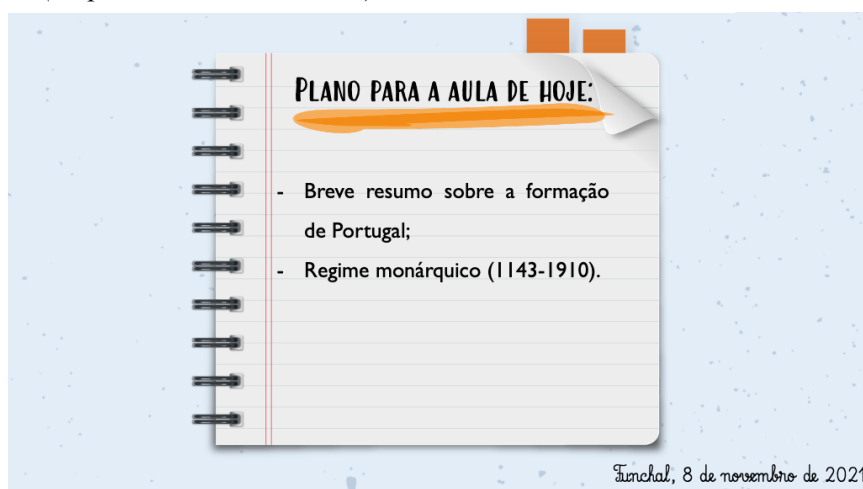 PLANO PARA A AULA DE HOJE:
- Breve resumo sobre a formação
de Portugal;
- Regime monárquico (1143-1910).
Funchal, 8 de novembro de 2021